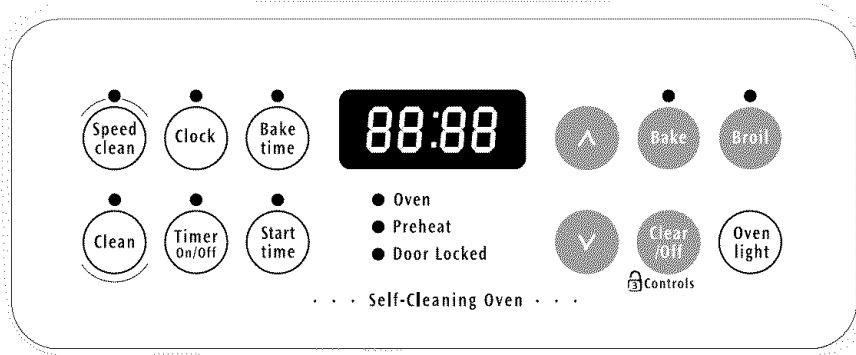 Speed
clean
Clock
Bake
time
88:88
Bake
Broil
Clean
Timer
On/Off
Start
time
Oven
Preheat
Door Locked
Clear
/Off
Oven
light
3
Controls
· · · Self-Cleaning Oven · · ·